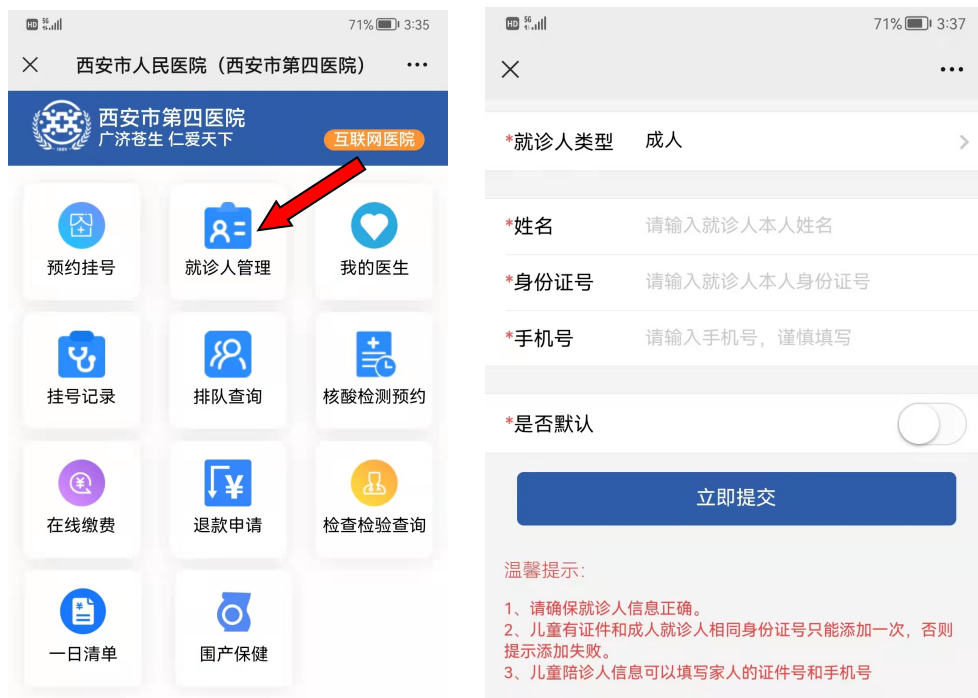 HD 5G 71% 3:35
西安市人民医院（西安市第四医院）
西安市第四医院
广济苍生 仁爱天下
互联网医院
预约挂号
就诊人管理
我的医生
挂号记录
排队查询
核酸检测预约
在线缴费
退款申请
检查检验查询
一日清单
围产保健
HD 5G 71% 3:37
*就诊人类型 成人
*姓名 请输入就诊人本人姓名
*身份证号 请输入就诊人本人身份证号
*手机号 请输入手机号，谨慎填写
*是否默认
立即提交
温馨提示:
1、请确保就诊人信息正确。
2、儿童有证件和成人就诊人相同身份证号只能添加一次，否则
提示添加失败。
3、儿童陪诊人信息可以填写家人的证件号和手机号